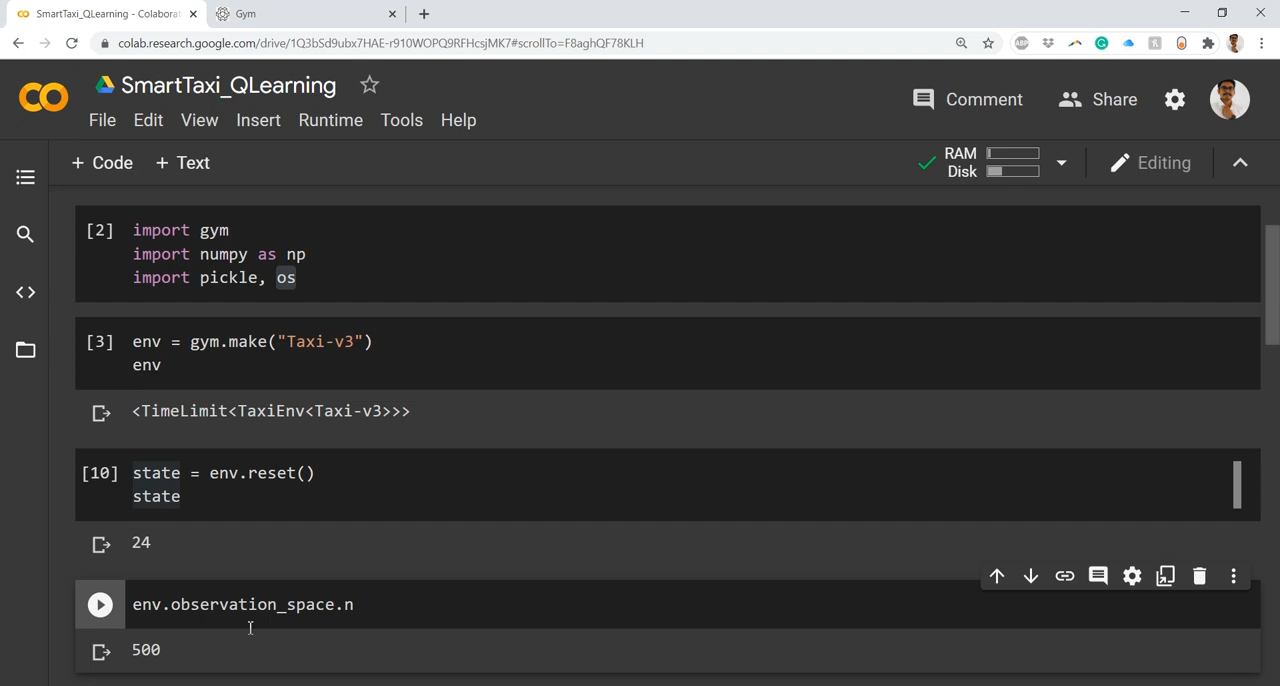 SmartTaxi_QLearning - Colaborat
Gym
colab.research.google.com/drive/1Q3bSd9ubx7HAE-r910WOPQ9RFHcsjMK7#scrollTo=F8aghQF78KLH
ABP
SmartTaxi_QLearning
File Edit View Insert Runtime Tools Help
Comment Share
+ Code + Text
RAM
Disk
Editing
[2] import gym
import numpy as np
import pickle, os
[3] env = gym.make("Taxi-v3")
env
<TimeLimit<TaxiEnv<Taxi-v3>>>
[10] state = env.reset()
state
24
env.observation_space.n
500